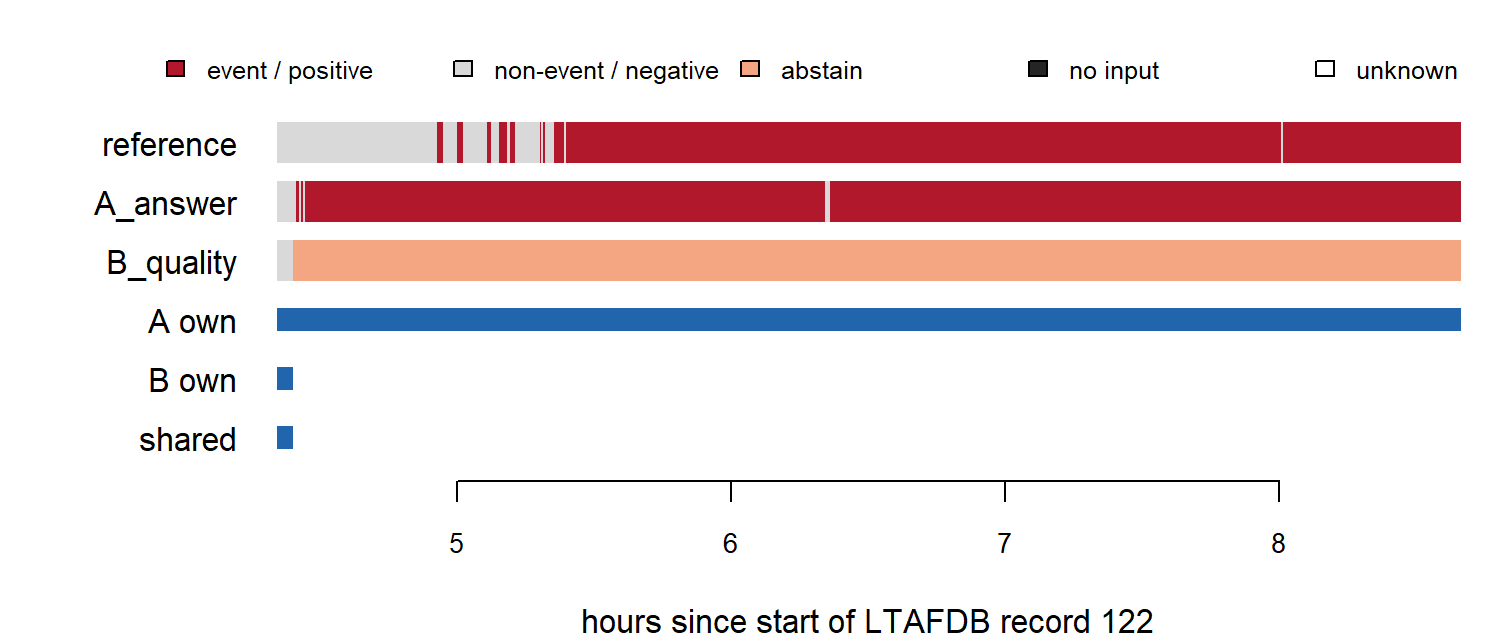 event / positive non-event / negative abstain no input unknown
reference
A_answer
B_quality
A own
B own
shared
5 6 7 8
hours since start of LTAFDB record 122